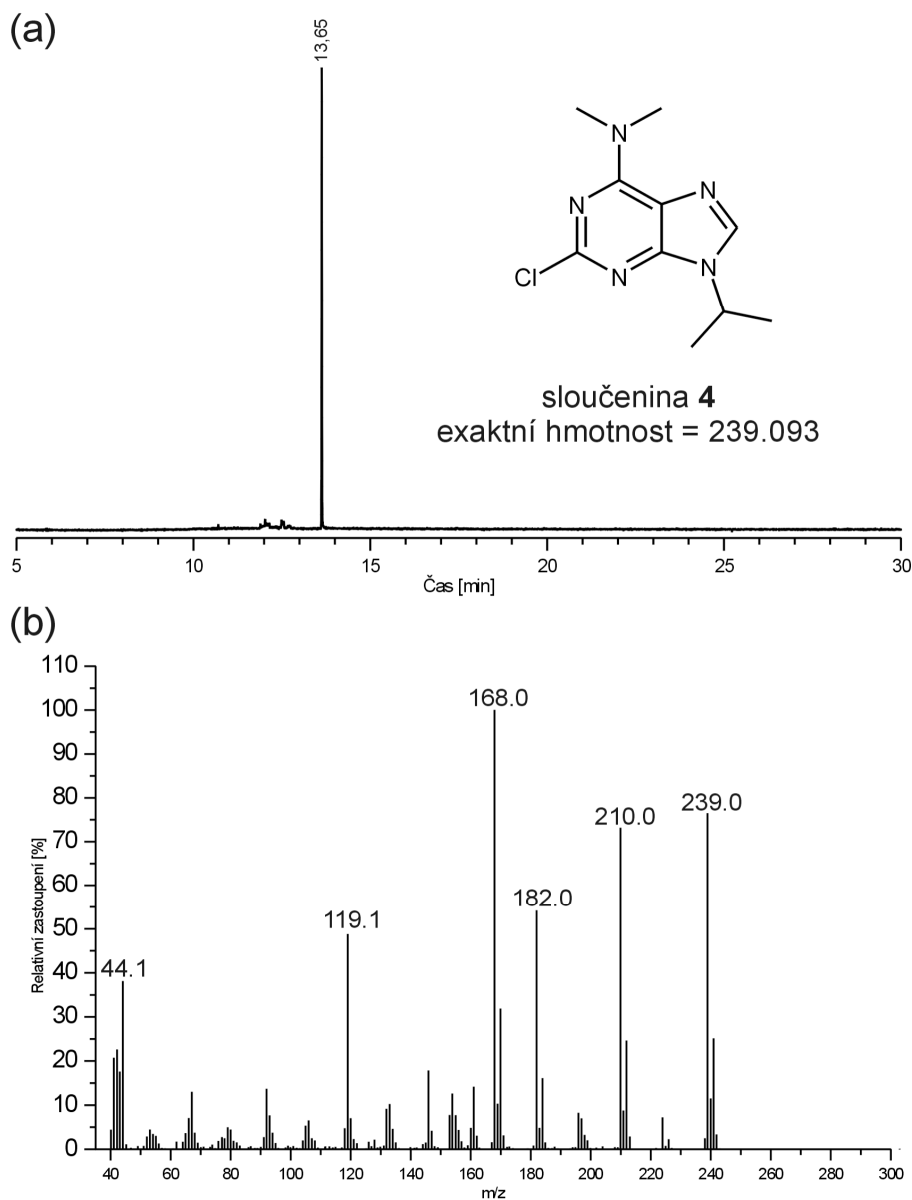 (a)
13,65
N
N
N
N
N
Cl
sloučenina 4
exaktní hmotnost = 239.093
5 10 15 20 25 30
Čas [min]
(b)
110
100
90
80
70
60
50
40
30
20
10
0
Relativní zastoupení [%]
168.0
239.0
210.0
182.0
119.1
44.1
40 60 80 100 120 140 160 180 200 220 240 260 280 300
m/z